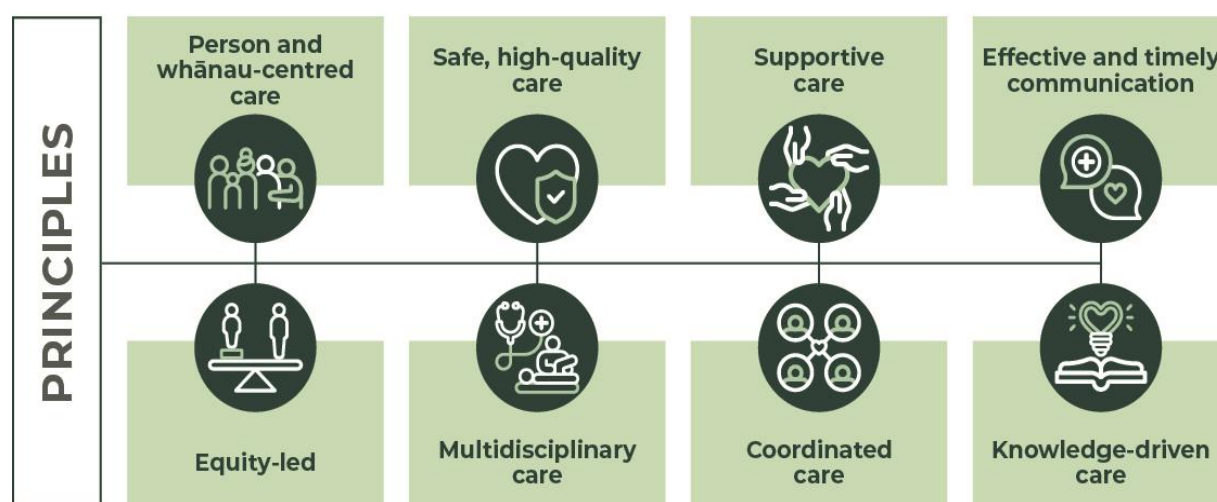 PRINCIPLES
Person and
whānau-centred
care
Safe, high-quality
care
Supportive
care
Effective and timely
communication
Equity-led
Multidisciplinary
care
Coordinated
care
Knowledge-driven
care